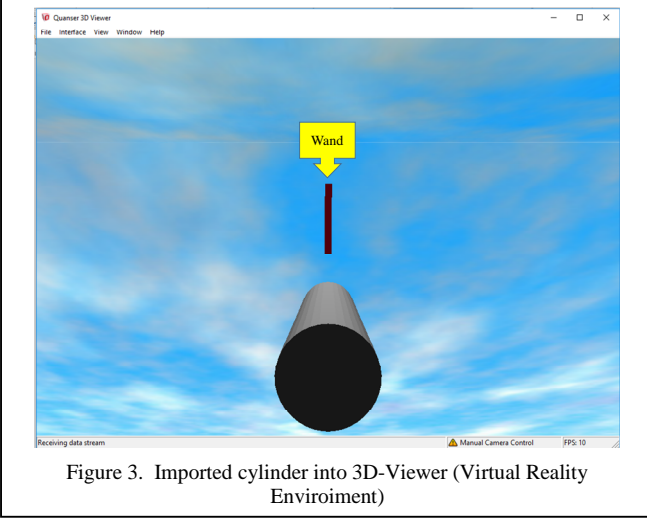 Quanser 3D Viewer
File Interface View Window Help
Wand
Receiving data stream Manual Camera Control FPS: 10
Figure 3. Imported cylinder into 3D-Viewer (Virtual Reality
Enviroiment)